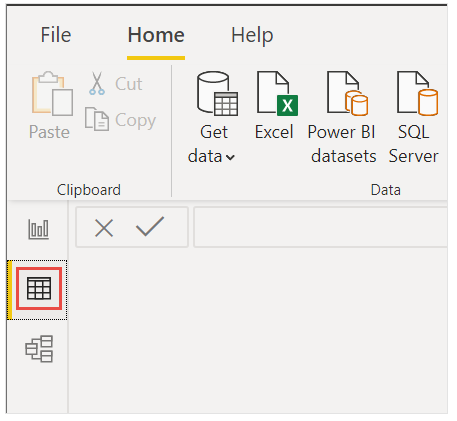 File Home Help
Cut
Copy
Paste
Get data
Excel
Power BI datasets
SQL Server
Clipboard
Data